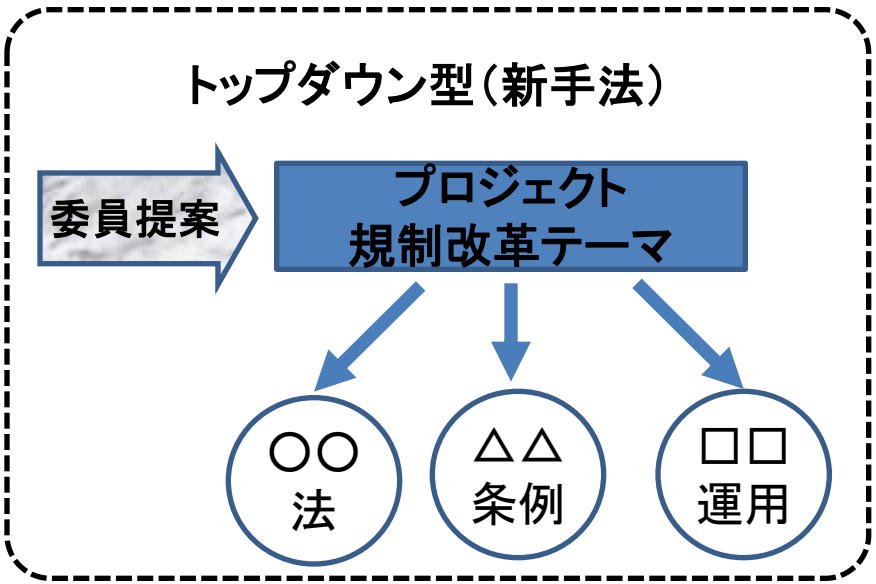 トップダウン型（新手法）
委員提案
プロジェクト
規制改革テーマ
○○
法
△△
条例
□□
運用